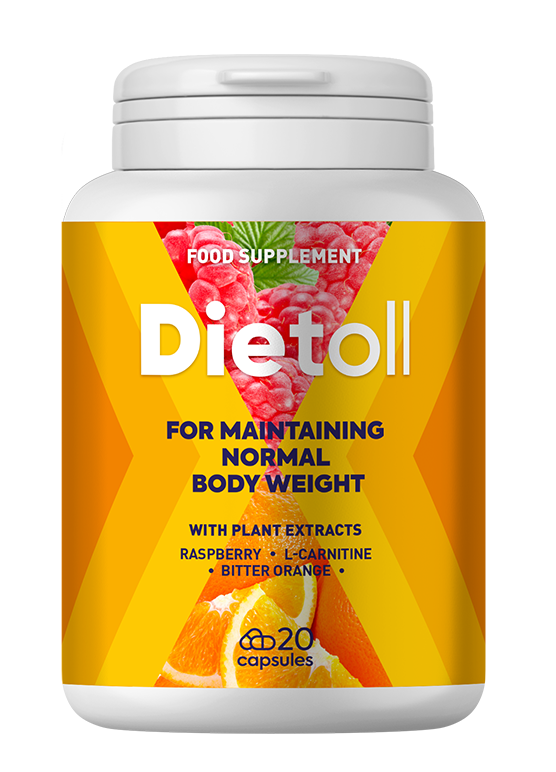 FOOD SUPPLEMENT
Dietoll
FOR MAINTAINING
NORMAL
BODY WEIGHT
WITH PLANT EXTRACTS
RASPBERRY • L-CARNITINE
• BITTER ORANGE •
20
capsules